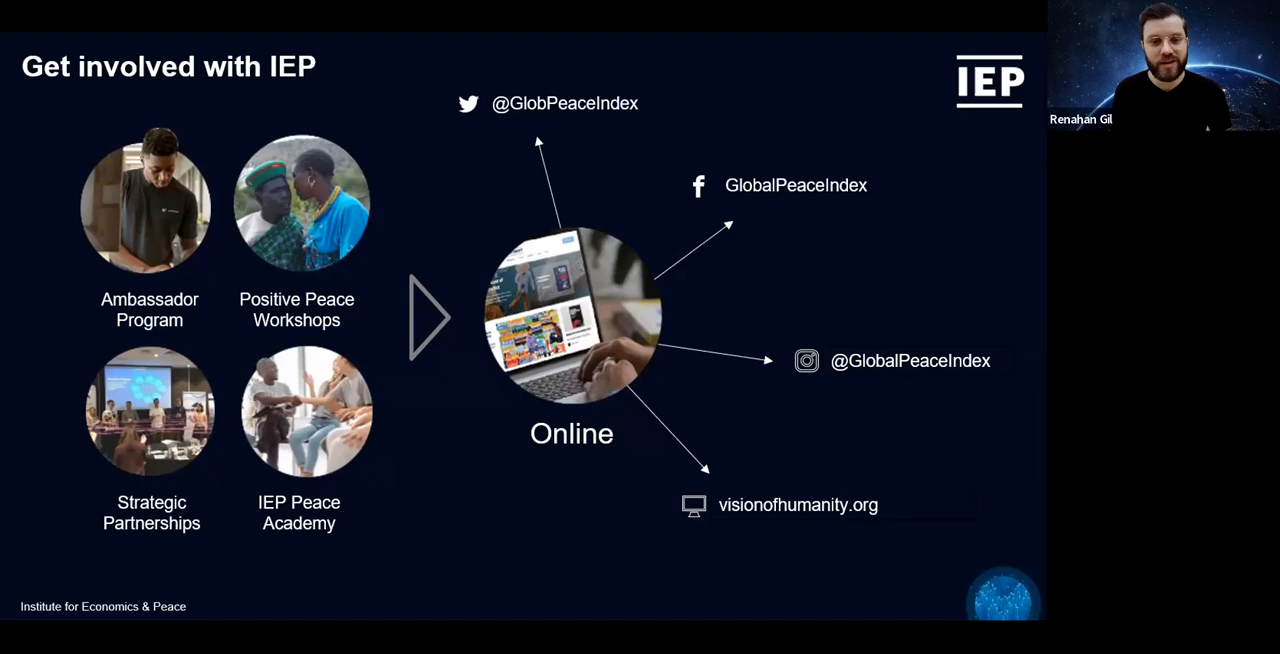 Get involved with IEP
IEP
@GlobPeaceIndex
GlobalPeaceIndex
Ambassador
Program
Positive Peace
Workshops
@GlobalPeaceIndex
Online
Strategic
Partnerships
IEP Peace
Academy
visionofhumanity.org
Institute for Economics & Peace
Renahan Gil